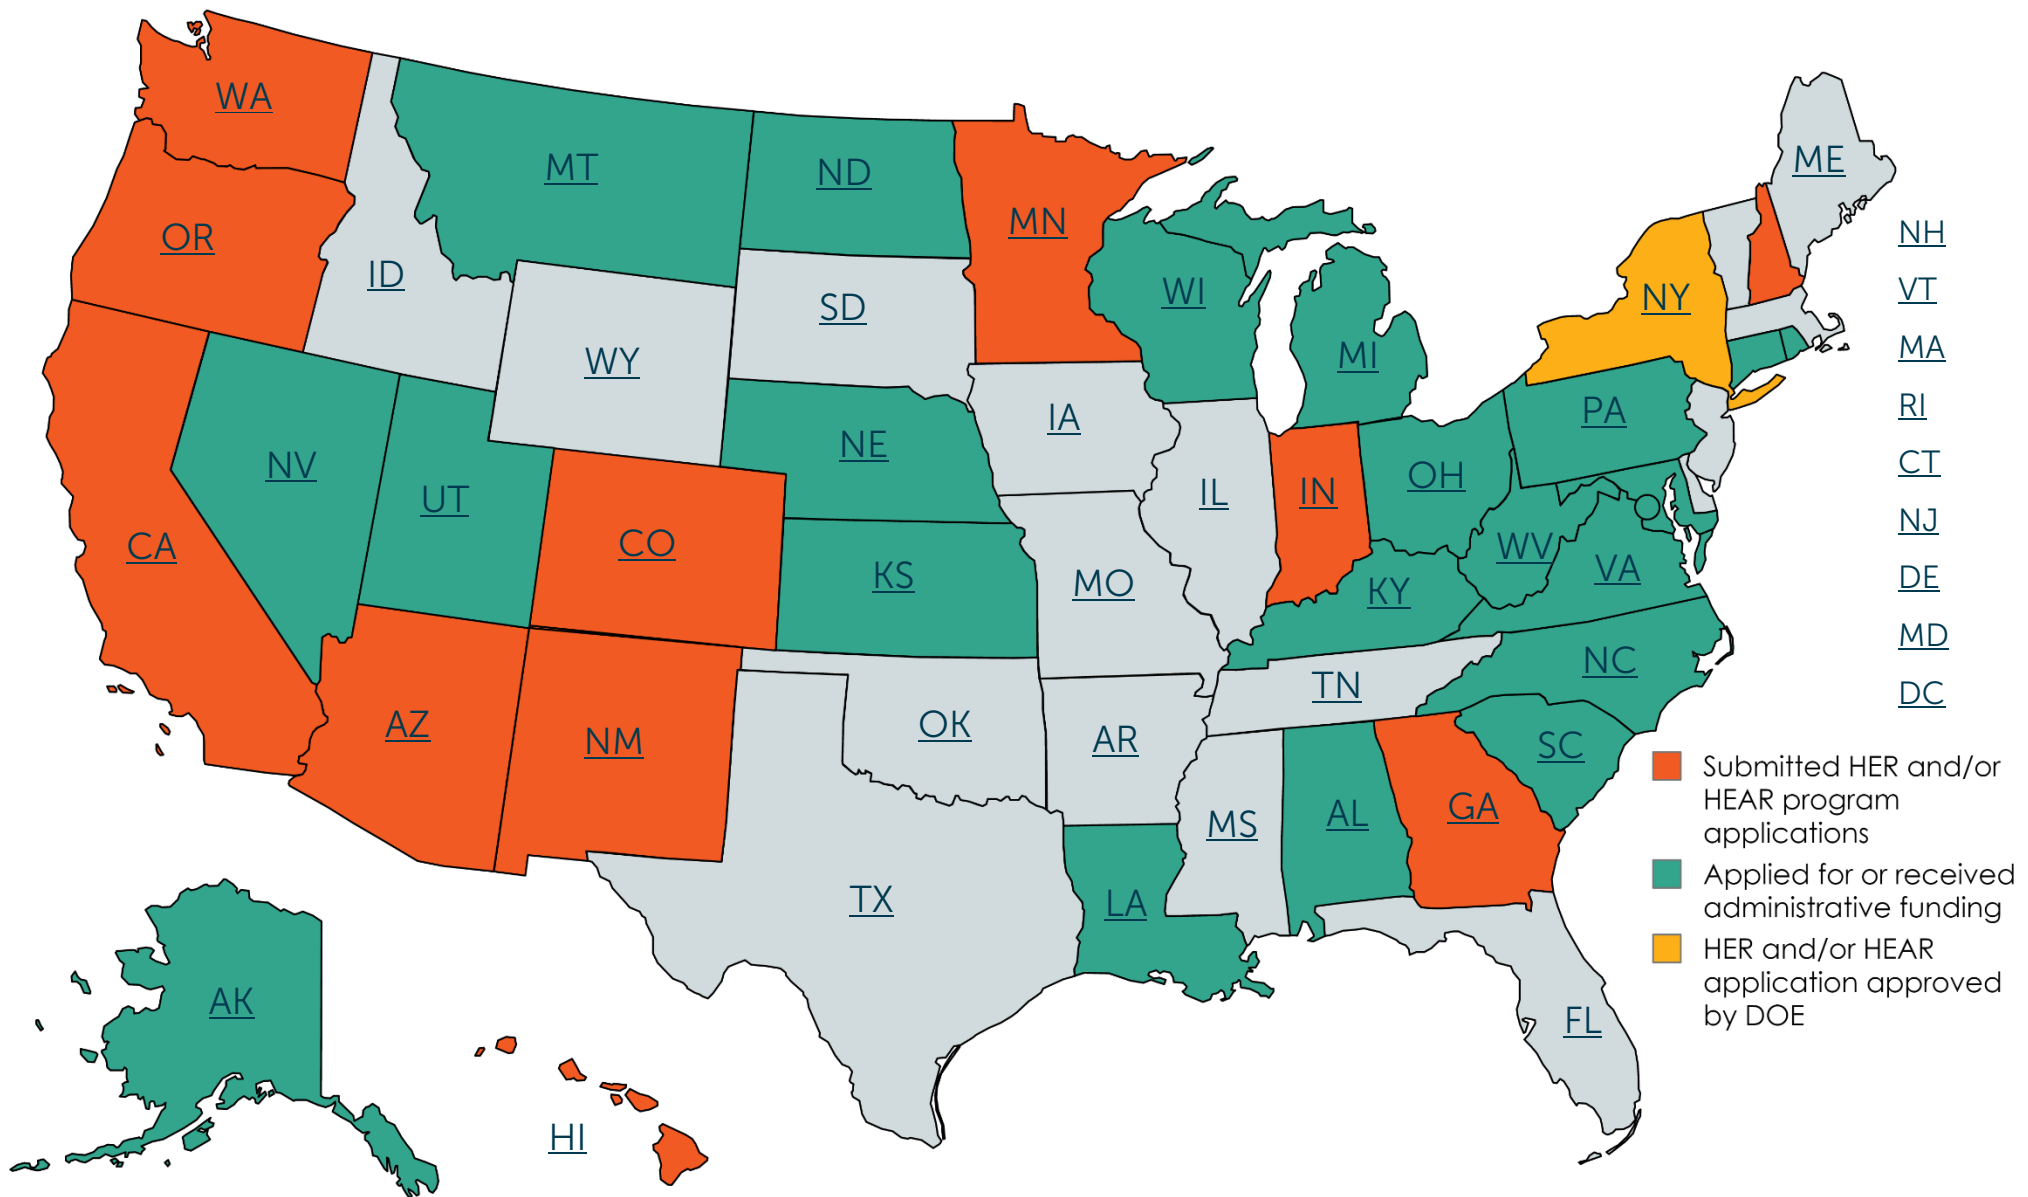 WA
MT
ND
MN
ME
OR
ID
SD
WI
NY
NH
VT
WY
MI
MA
IA
PA
RI
NV
UT
NE
IL
IN
OH
CT
CA
CO
KS
MO
KY
WV
VA
NJ
DE
NC
MD
AZ
NM
OK
AR
TN
SC
DC
TX
LA
MS
AL
GA
FL
AK
HI
Submitted HER and/or
HEAR program
applications
Applied for or received
administrative funding
HER and/or HEAR
application approved
by DOE